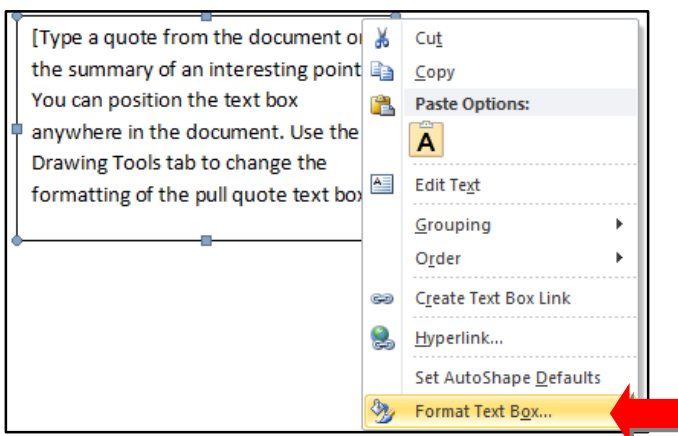 [Type a quote from the document or
the summary of an interesting point
You can position the text box
anywhere in the document. Use the
Drawing Tools tab to change the
formatting of the pull quote text box
Cut
Copy
Paste Options:
A
Edit Text
Grouping
Order
Create Text Box Link
Hyperlink...
Set AutoShape Defaults
Format Text Box...